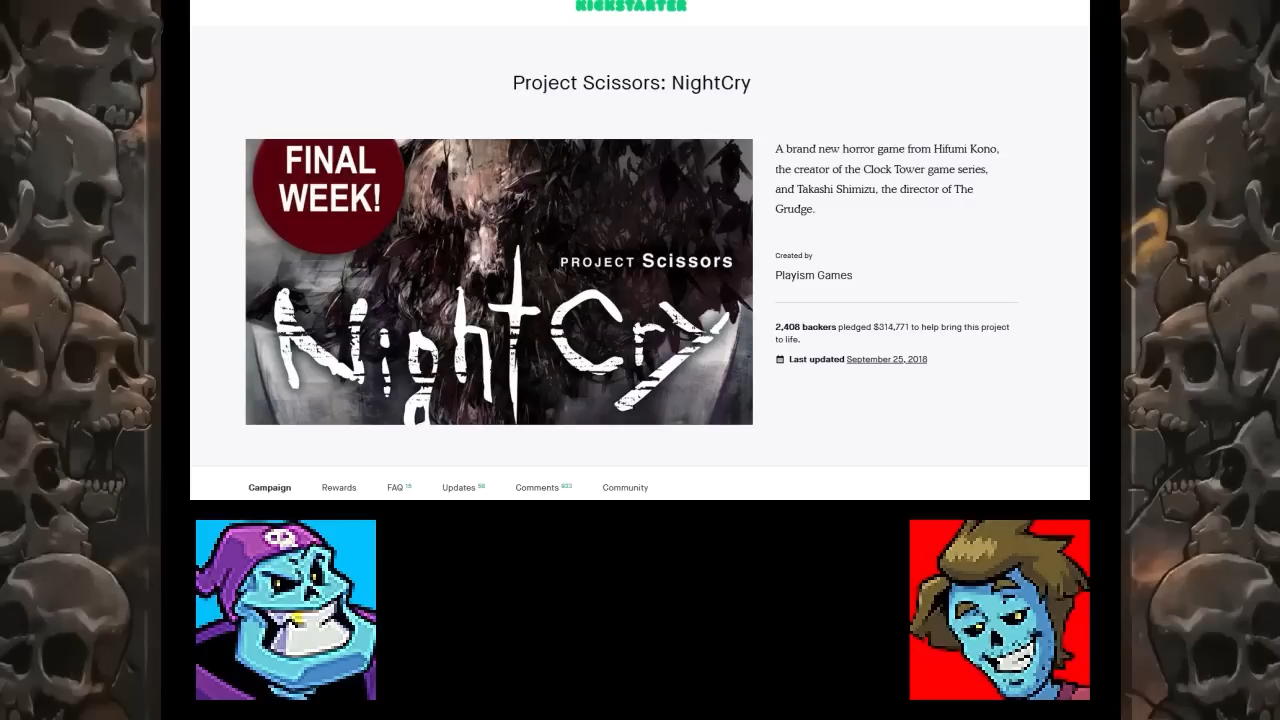 KICKSTARTER
Project Scissors: NightCry
FINAL
WEEK!
PROJECT Scissors
NightCry
A brand new horror game from Hifumi Kono,
the creator of the Clock Tower game series,
and Takashi Shimizu, the director of The
Grudge.
Created by
Playism Games
2,408 backers pledged $314,771 to help bring this project
to life.
Last updated September 25, 2018
Campaign Rewards FAQ 15 Updates 58 Comments 933 Community